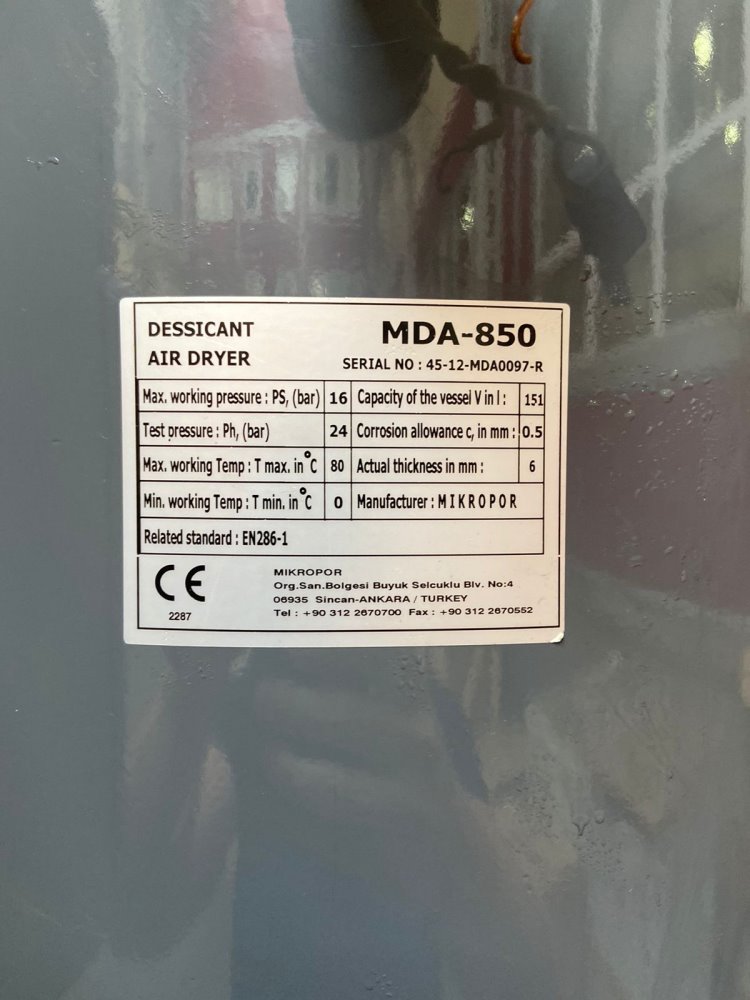 DESSICANT
AIR DRYER
MDA-850
SERIAL NO : 45-12-MDA0097-R
Max. working pressure : PS, (bar) 16 Capacity of the vessel V in l : 151
Test pressure : Ph, (bar) 24 Corrosion allowance c, in mm : 0.5
Max. working Temp : T max. in °C 80 Actual thickness in mm : 6
Min. working Temp : T min. in °C 0 Manufacturer : MIKROPOR
Related standard : EN286-1
CE
2287
MIKROPOR
Org.San.Bolgesi Buyuk Selcuklu Blv. No:4
06935 Sincan-ANKARA / TURKEY
Tel : +90 312 2670700 Fax : +90 312 2670552